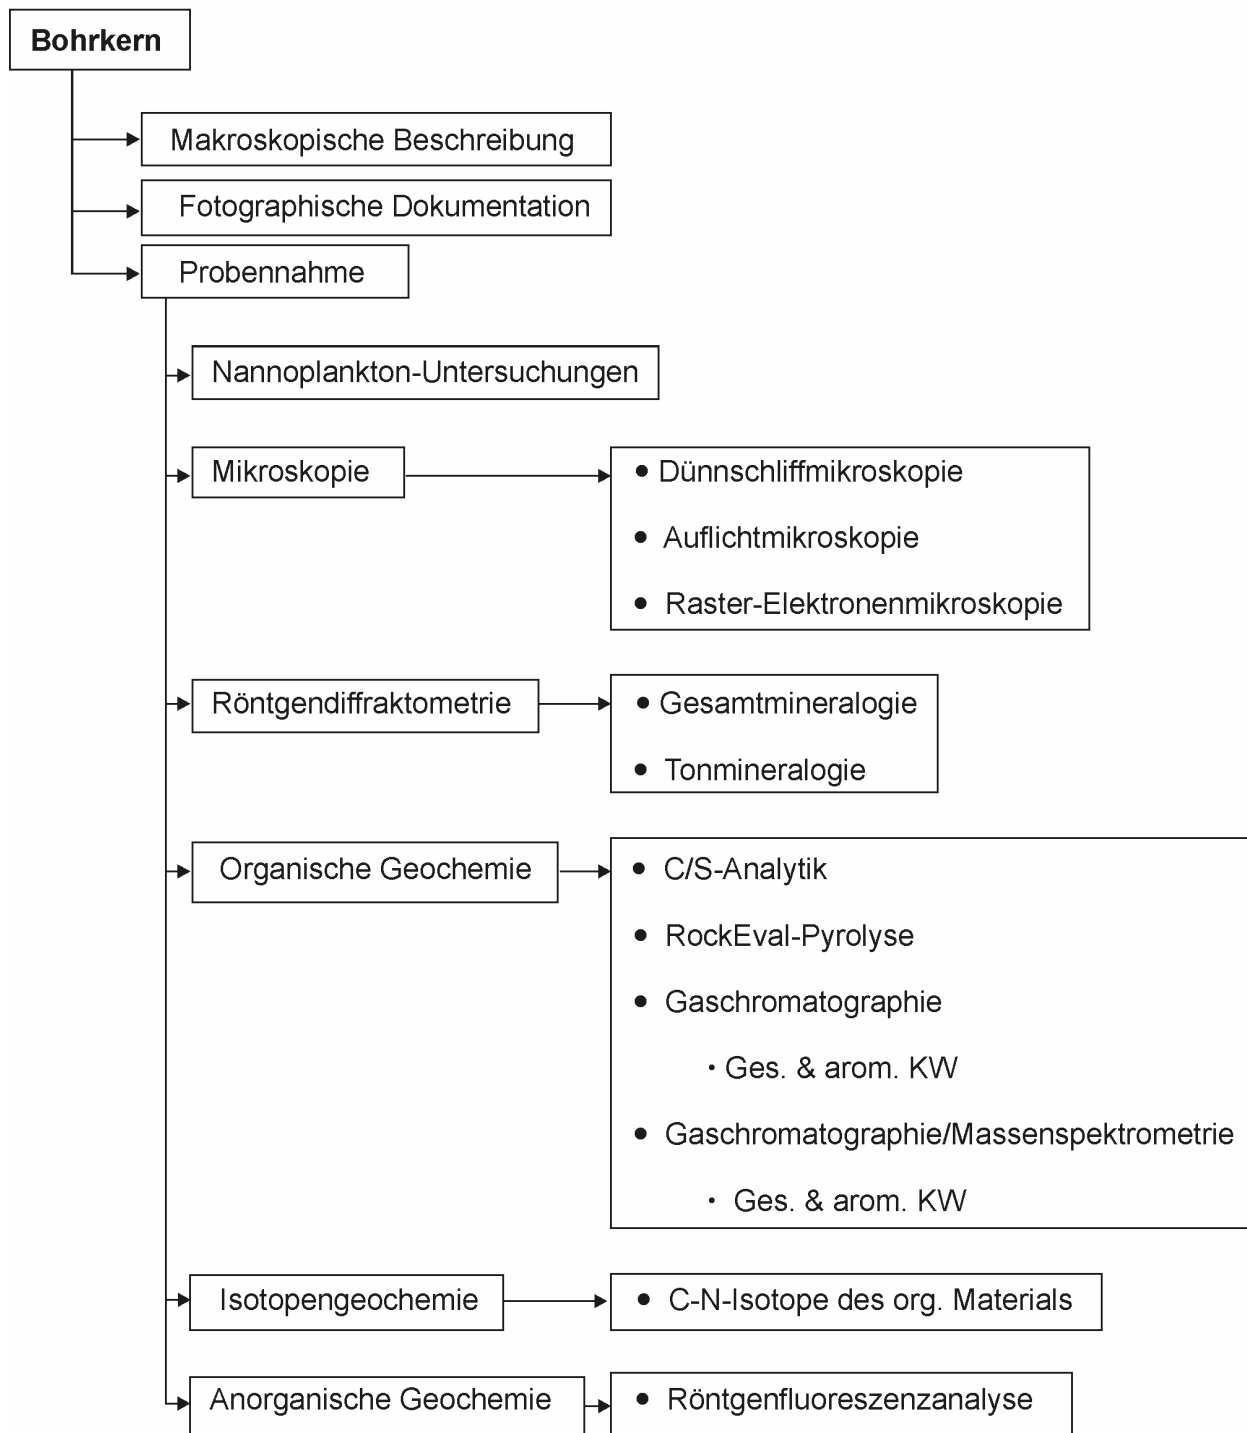 Bohrkern
Makroskopische Beschreibung
Fotographische Dokumentation
Probennahme
Nannoplankton-Untersuchungen
Mikroskopie
• Dünnschliffmikroskopie
• Auflichtmikroskopie
• Raster-Elektronenmikroskopie
Röntgendiffraktometrie
• Gesamtmineralogie
• Tonmineralogie
Organische Geochemie
• C/S-Analytik
• RockEval-Pyrolyse
• Gaschromatographie
· Ges. & arom. KW
• Gaschromatographie/Massenspektrometrie
· Ges. & arom. KW
Isotopengeochemie
• C-N-Isotope des org. Materials
Anorganische Geochemie
• Röntgenfluoreszenzanalyse